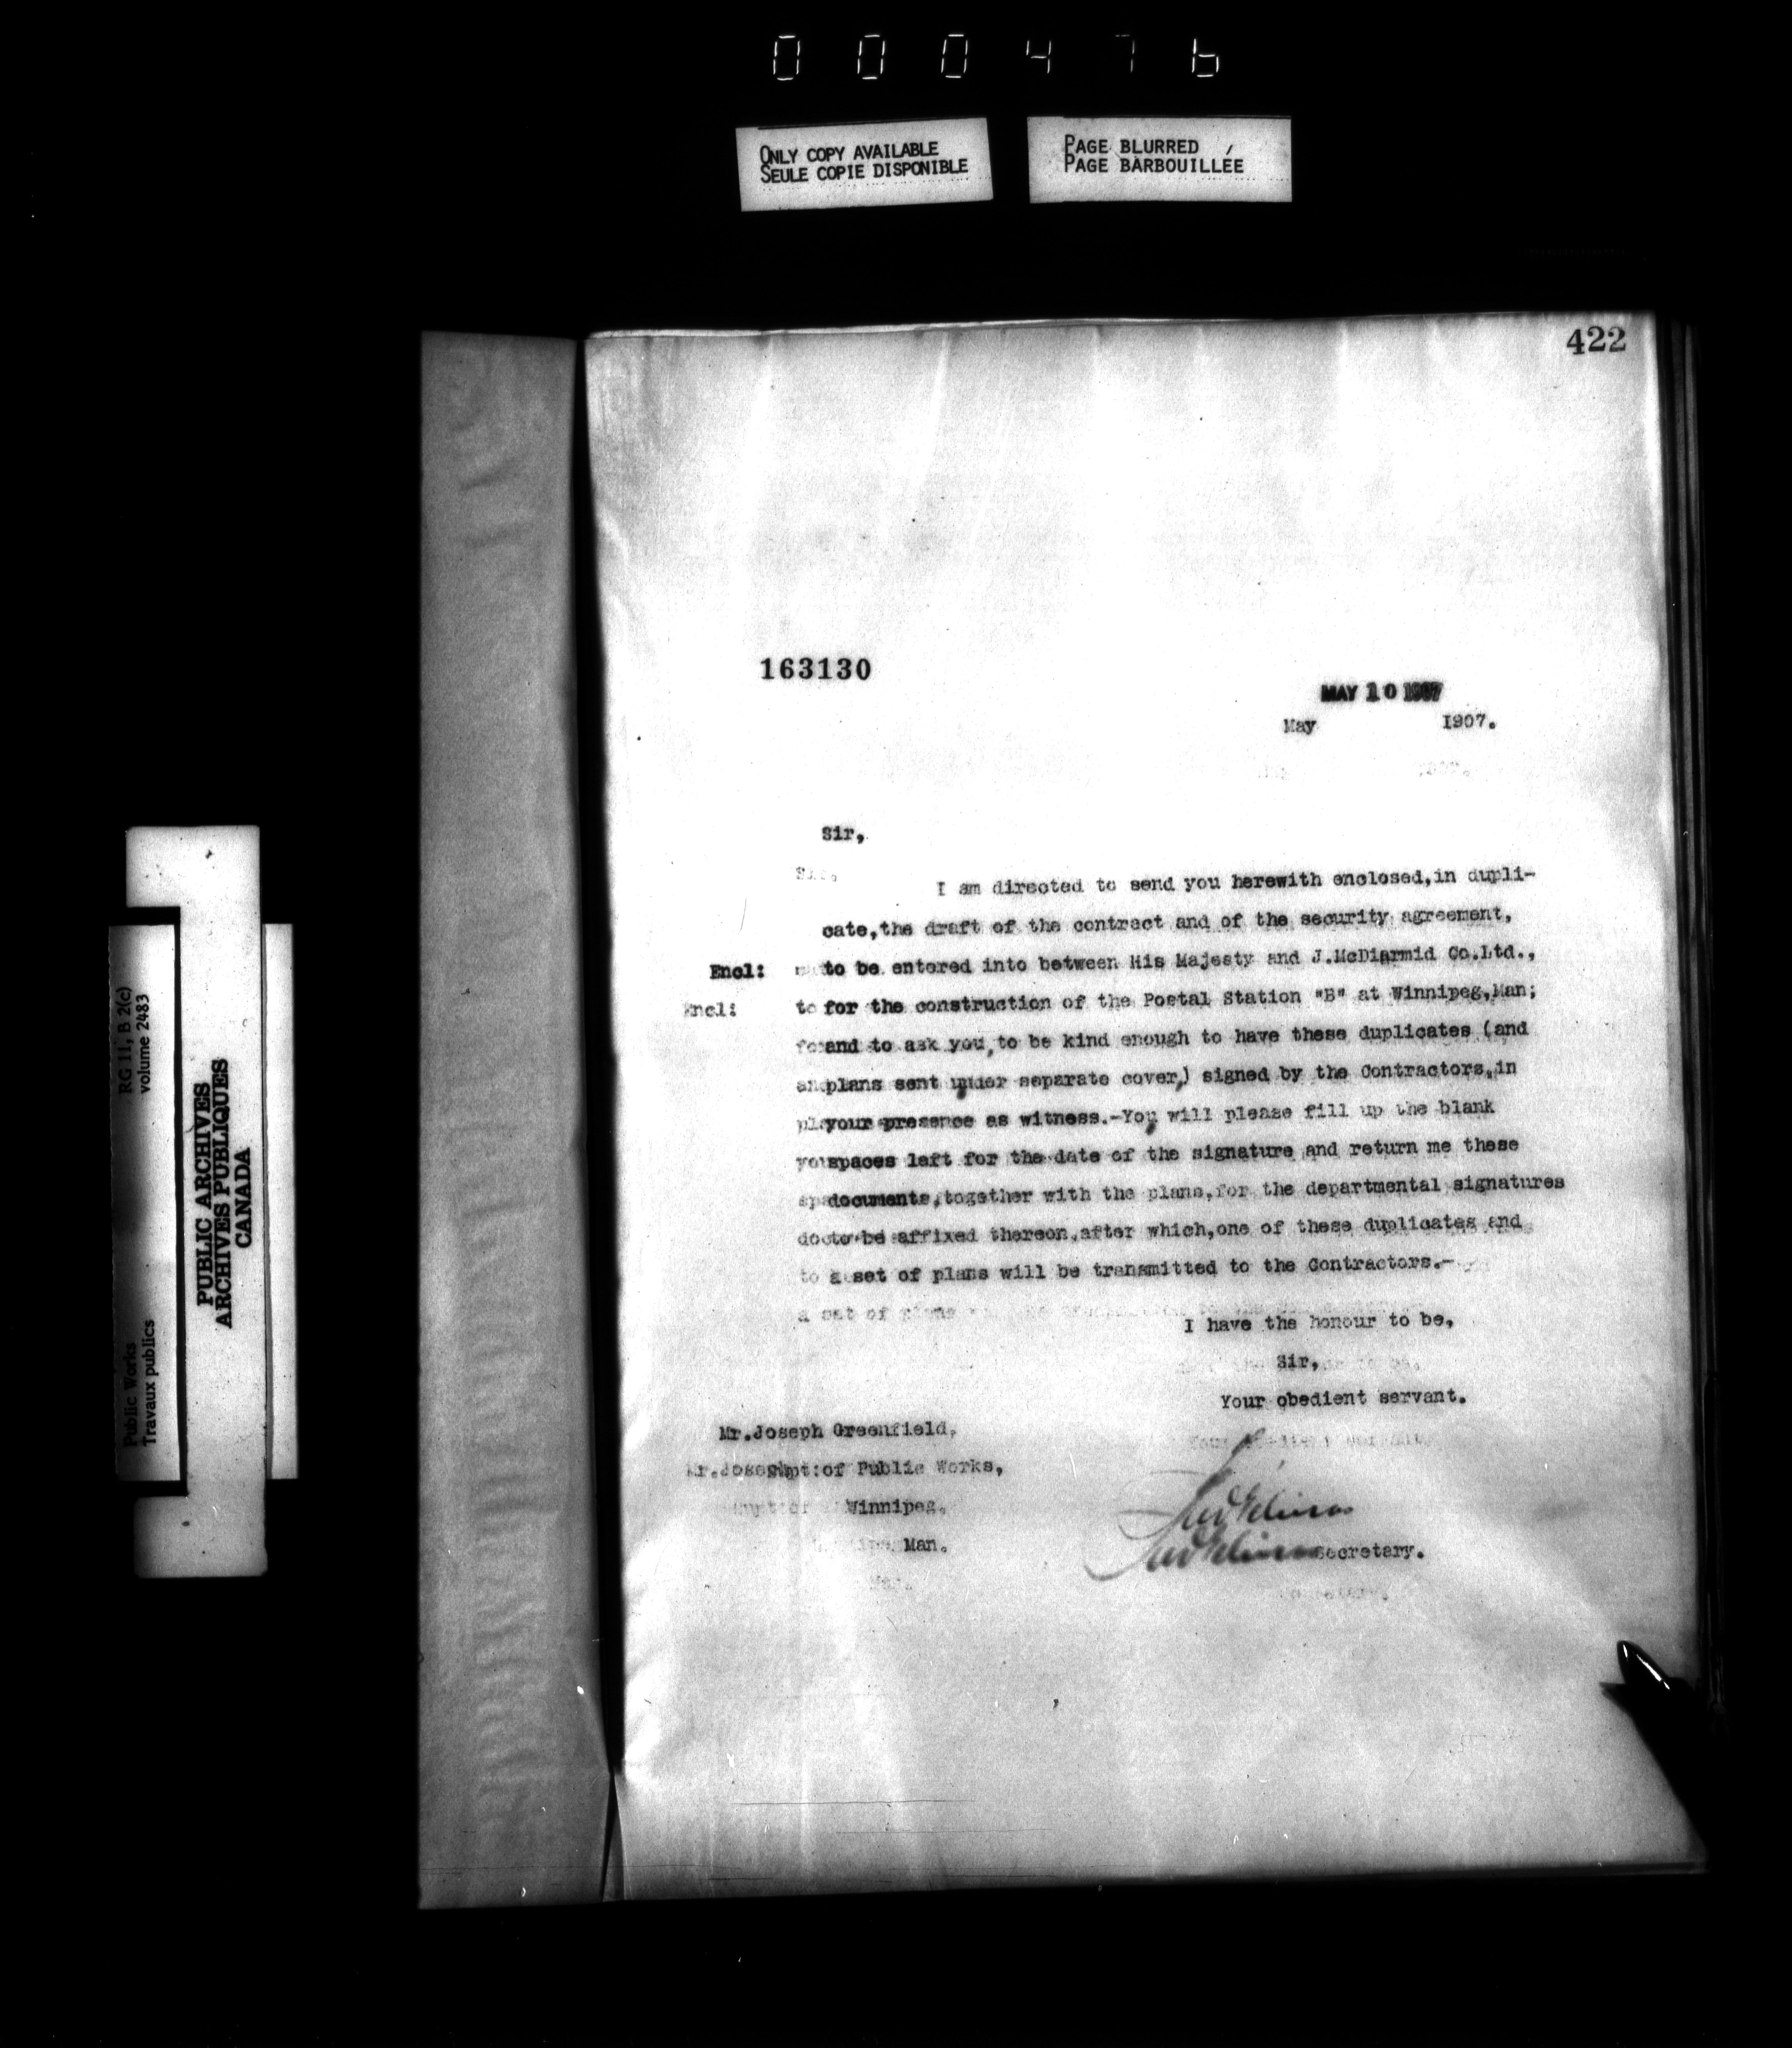 000476
ONLY COPY AVAILABLE
SEULE COPIE DISPONIBLE
PAGE BLURRED
PAGE BARBOUILLÉE
422
163130
MAY 10 1907
May 1907.
Sir,
I am directed to send you herewith enclosed,in dupli-
cate,the draft of the contract and of the security agreement,
Encl: to be entered into between His Majesty and J.McDiarmid Co.Ltd.,
for the construction of the Postal Station "B" at Winnipeg,Man;
and to ask you,to be kind enough to have these duplicates (and
plans sent under separate cover,) signed by the Contractors,in
your presence as witness.-You will please fill up the blank
spaces left for the date of the signature and return me these
documents,together with the plans,for the departmental signatures
to be affixed thereon,after which,one of these duplicates and
a set of plans will be transmitted to the Contractors.-
I have the honour to be,
Sir,
Your obedient servant.
Mr.Joseph Greenfield,
Supt:of Public Works,
Winnipeg,
Man.
Secretary.
RG 11, B 2(c)
volume 2483
PUBLIC ARCHIVES
ARCHIVES PUBLIQUES
CANADA
Public Works
Travaux publics